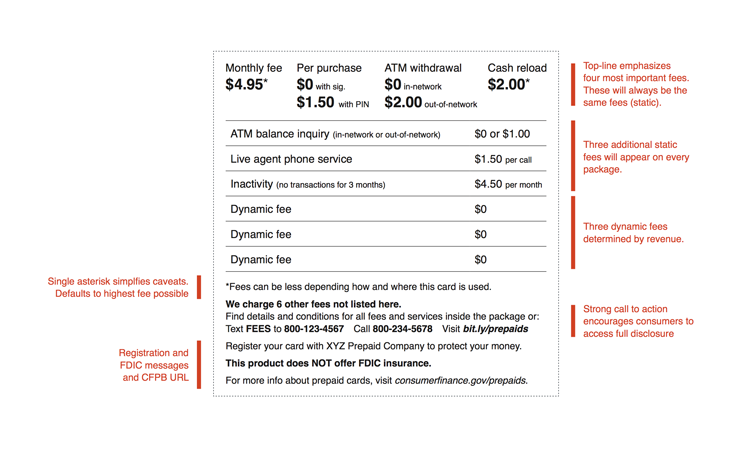 Monthly fee Per purchase ATM withdrawal Cash reload
$4.95* $0 with sig. $0 in-network $2.00*
$1.50 with PIN $2.00 out-of-network
ATM balance inquiry (in-network or out-of-network) $0 or $1.00
Live agent phone service $1.50 per call
Inactivity (no transactions for 3 months) $4.50 per month
Dynamic fee $0
Dynamic fee $0
Dynamic fee $0
*Fees can be less depending how and where this card is used.
We charge 6 other fees not listed here.
Find details and conditions for all fees and services inside the package or:
Text FEES to 800-123-4567 Call 800-234-5678 Visit bit.ly/prepaids
Register your card with XYZ Prepaid Company to protect your money.
This product does NOT offer FDIC insurance.
For more info about prepaid cards, visit consumerfinance.gov/prepaids.
Top-line emphasizes
four most important fees.
These will always be the
same fees (static).
Three additional static
fees will appear on every
package.
Three dynamic fees
determined by revenue.
Single asterisk simplfies caveats.
Defaults to highest fee possible
Strong call to action
encourages consumers to
access full disclosure
Registration and
FDIC messages
and CFPB URL